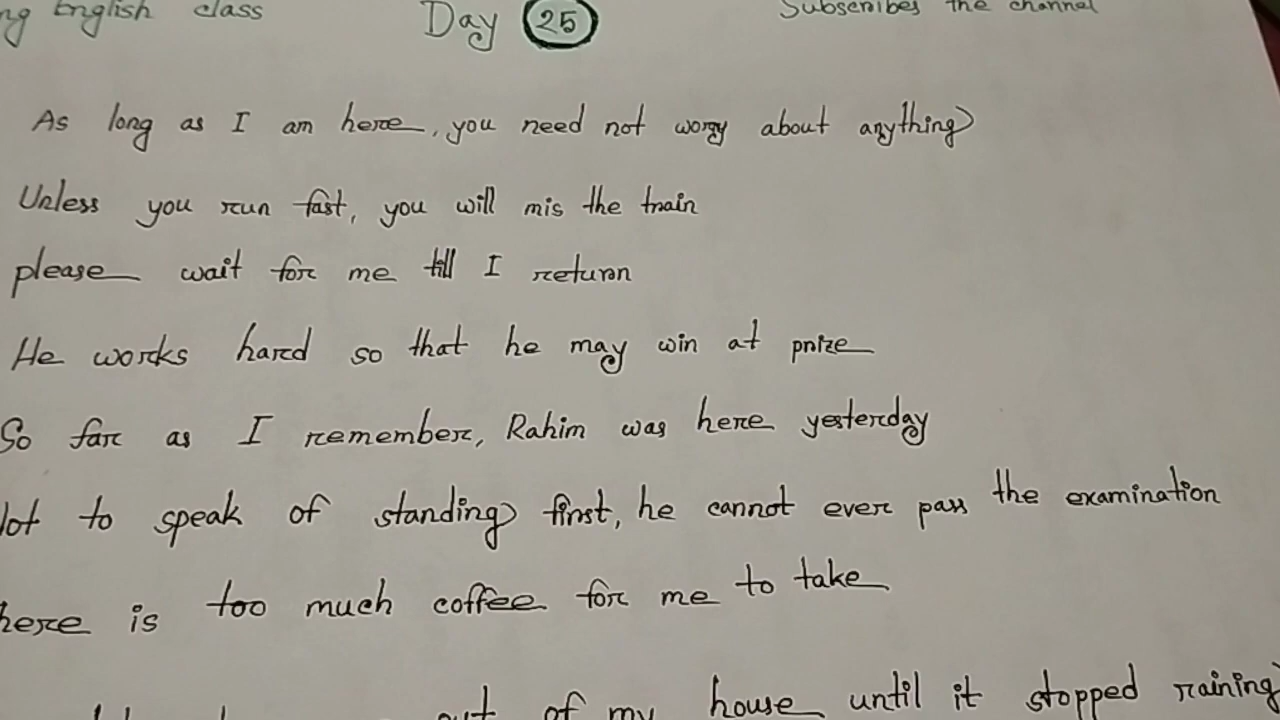 English class Day 25 Subscribes the channel
As long as I am here, you need not worry about anything
Unless you run fast, you will mis the train
please wait for me till I return
He works hard so that he may win at prize
So far as I remember, Rahim was here yesterday
to speak of standing first, he cannot ever pass the examination
is too much coffee for me to take
out of my house until it stopped raining